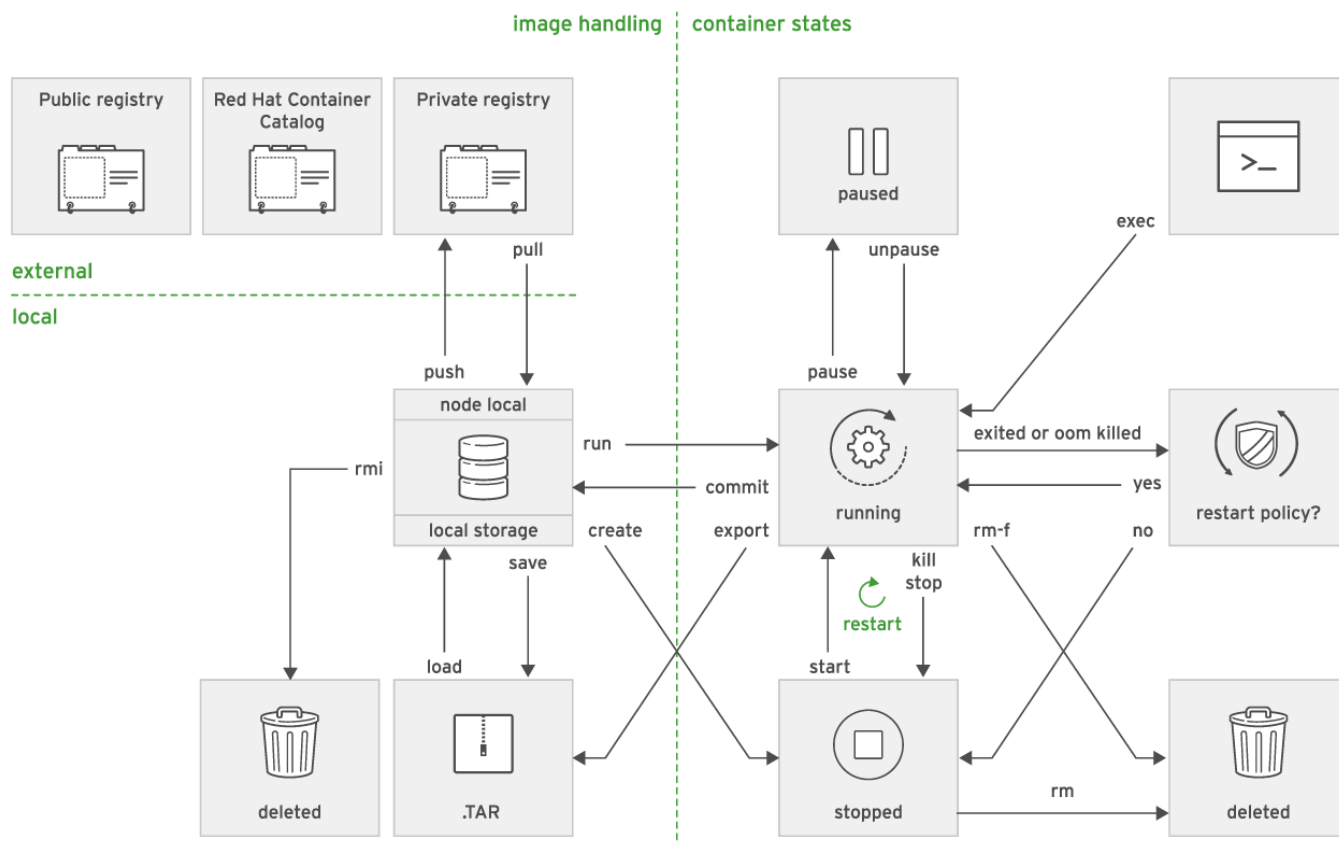 image handling
container states
Public registry
Red Hat Container
Catalog
Private registry
paused
>_
exec
pull
unpause
external
local
push
pause
node local
local storage
run
commit
running
exited or oom killed
yes
restart policy?
rmi
create
export
rm-f
no
save
kill
stop
restart
load
start
deleted
.TAR
stopped
rm
deleted